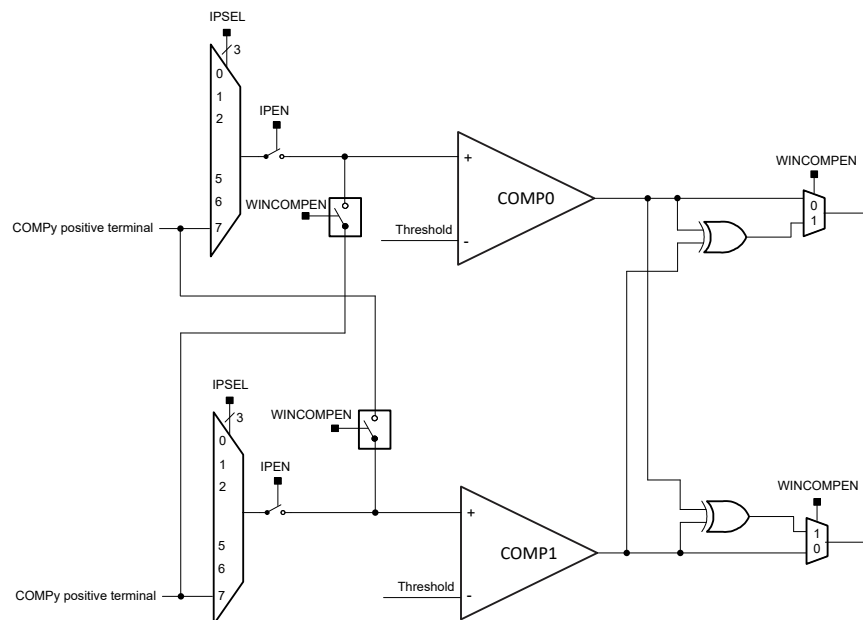 IPSEL
3
0
1
2
IPEN
5
6
7
COMPy positive terminal
WINCOMPEN
+
COMP0
Threshold
-
WINCOMPEN
0
1
IPSEL
3
0
1
2
WINCOMPEN
IPEN
5
6
7
COMPy positive terminal
+
COMP1
Threshold
-
WINCOMPEN
1
0